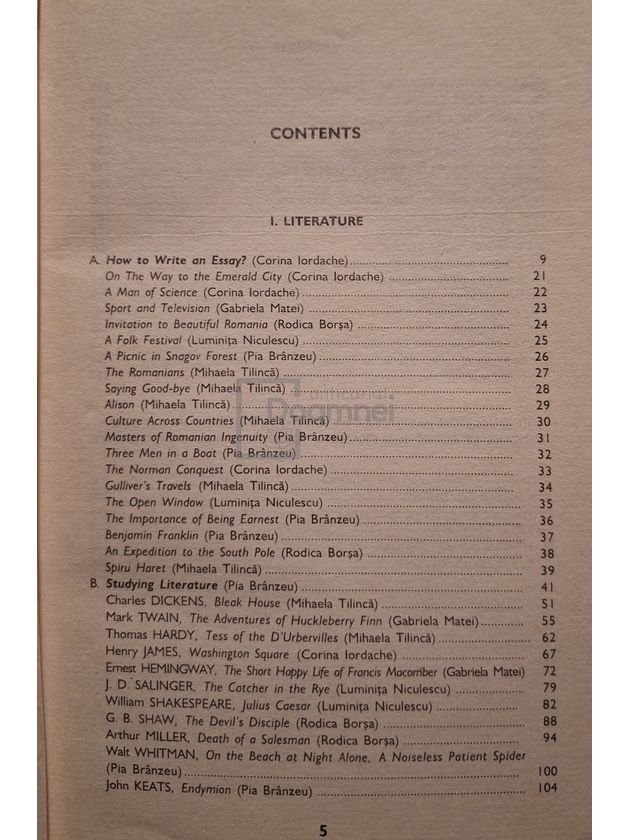 CONTENTS
I. LITERATURE
A. How to Write an Essay? (Corina Iordache)........ 9
On The Way to the Emerald City (Corina Iordache) ........ 21
A Man of Science (Corina Iordache)........ 22
Sport and Television (Gabriela Matei) ........ 23
Invitation to Beautiful Romania (Rodica Borșa) ........ 24
A Folk Festival (Luminița Niculescu) ........ 25
A Picnic in Snagov Forest (Pia Brânzeu) ........ 26
The Romanians (Mihaela Tilincă) ........ 27
Saying Good-bye (Mihaela Tilincă) ........ 28
Alison (Mihaela Tilincă) ........ 29
Culture Across Countries (Mihaela Tilincă) ........ 30
Masters of Romanian Ingenuity (Pia Brânzeu)........ 31
Three Men in a Boat (Pia Brânzeu) ........ 32
The Norman Conquest (Corina Iordache) ........ 33
Gulliver's Travels (Mihaela Tilincă) ........ 34
The Open Window (Luminița Niculescu) ........ 35
The Importance of Being Earnest (Pia Brânzeu) ........ 36
Benjamin Franklin (Pia Brânzeu) ........ 37
An Expedition to the South Pole (Rodica Borșa) ........ 38
Spiru Haret (Mihaela Tilincă) ........ 39
B. Studying Literature (Pia Brânzeu) ........ 41
Charles DICKENS, Bleak House (Mihaela Tilincă) ........ 51
Mark TWAIN, The Adventures of Huckleberry Finn (Gabriela Matei)........ 55
Thomas HARDY, Tess of the D'Urbervilles (Mihaela Tilincă) ........ 62
Henry JAMES, Washington Square (Corina Iordache) ........ 67
Ernest HEMINGWAY, The Short Happy Life of Francis Macomber (Gabriela Matei) 72
J. D. SALINGER, The Catcher in the Rye (Luminița Niculescu) ........ 79
William SHAKESPEARE, Julius Caesar (Luminița Niculescu) ........ 82
G. B. SHAW, The Devil's Disciple (Rodica Borșa) ........ 88
Arthur MILLER, Death of a Salesman (Rodica Borșa) ........ 94
Walt WHITMAN, On the Beach at Night Alone, A Noiseless Patient Spider
(Pia Brânzeu) ........ 100
John KEATS, Endymion (Pia Brânzeu) ........ 104
5
anticariat
Daamnei